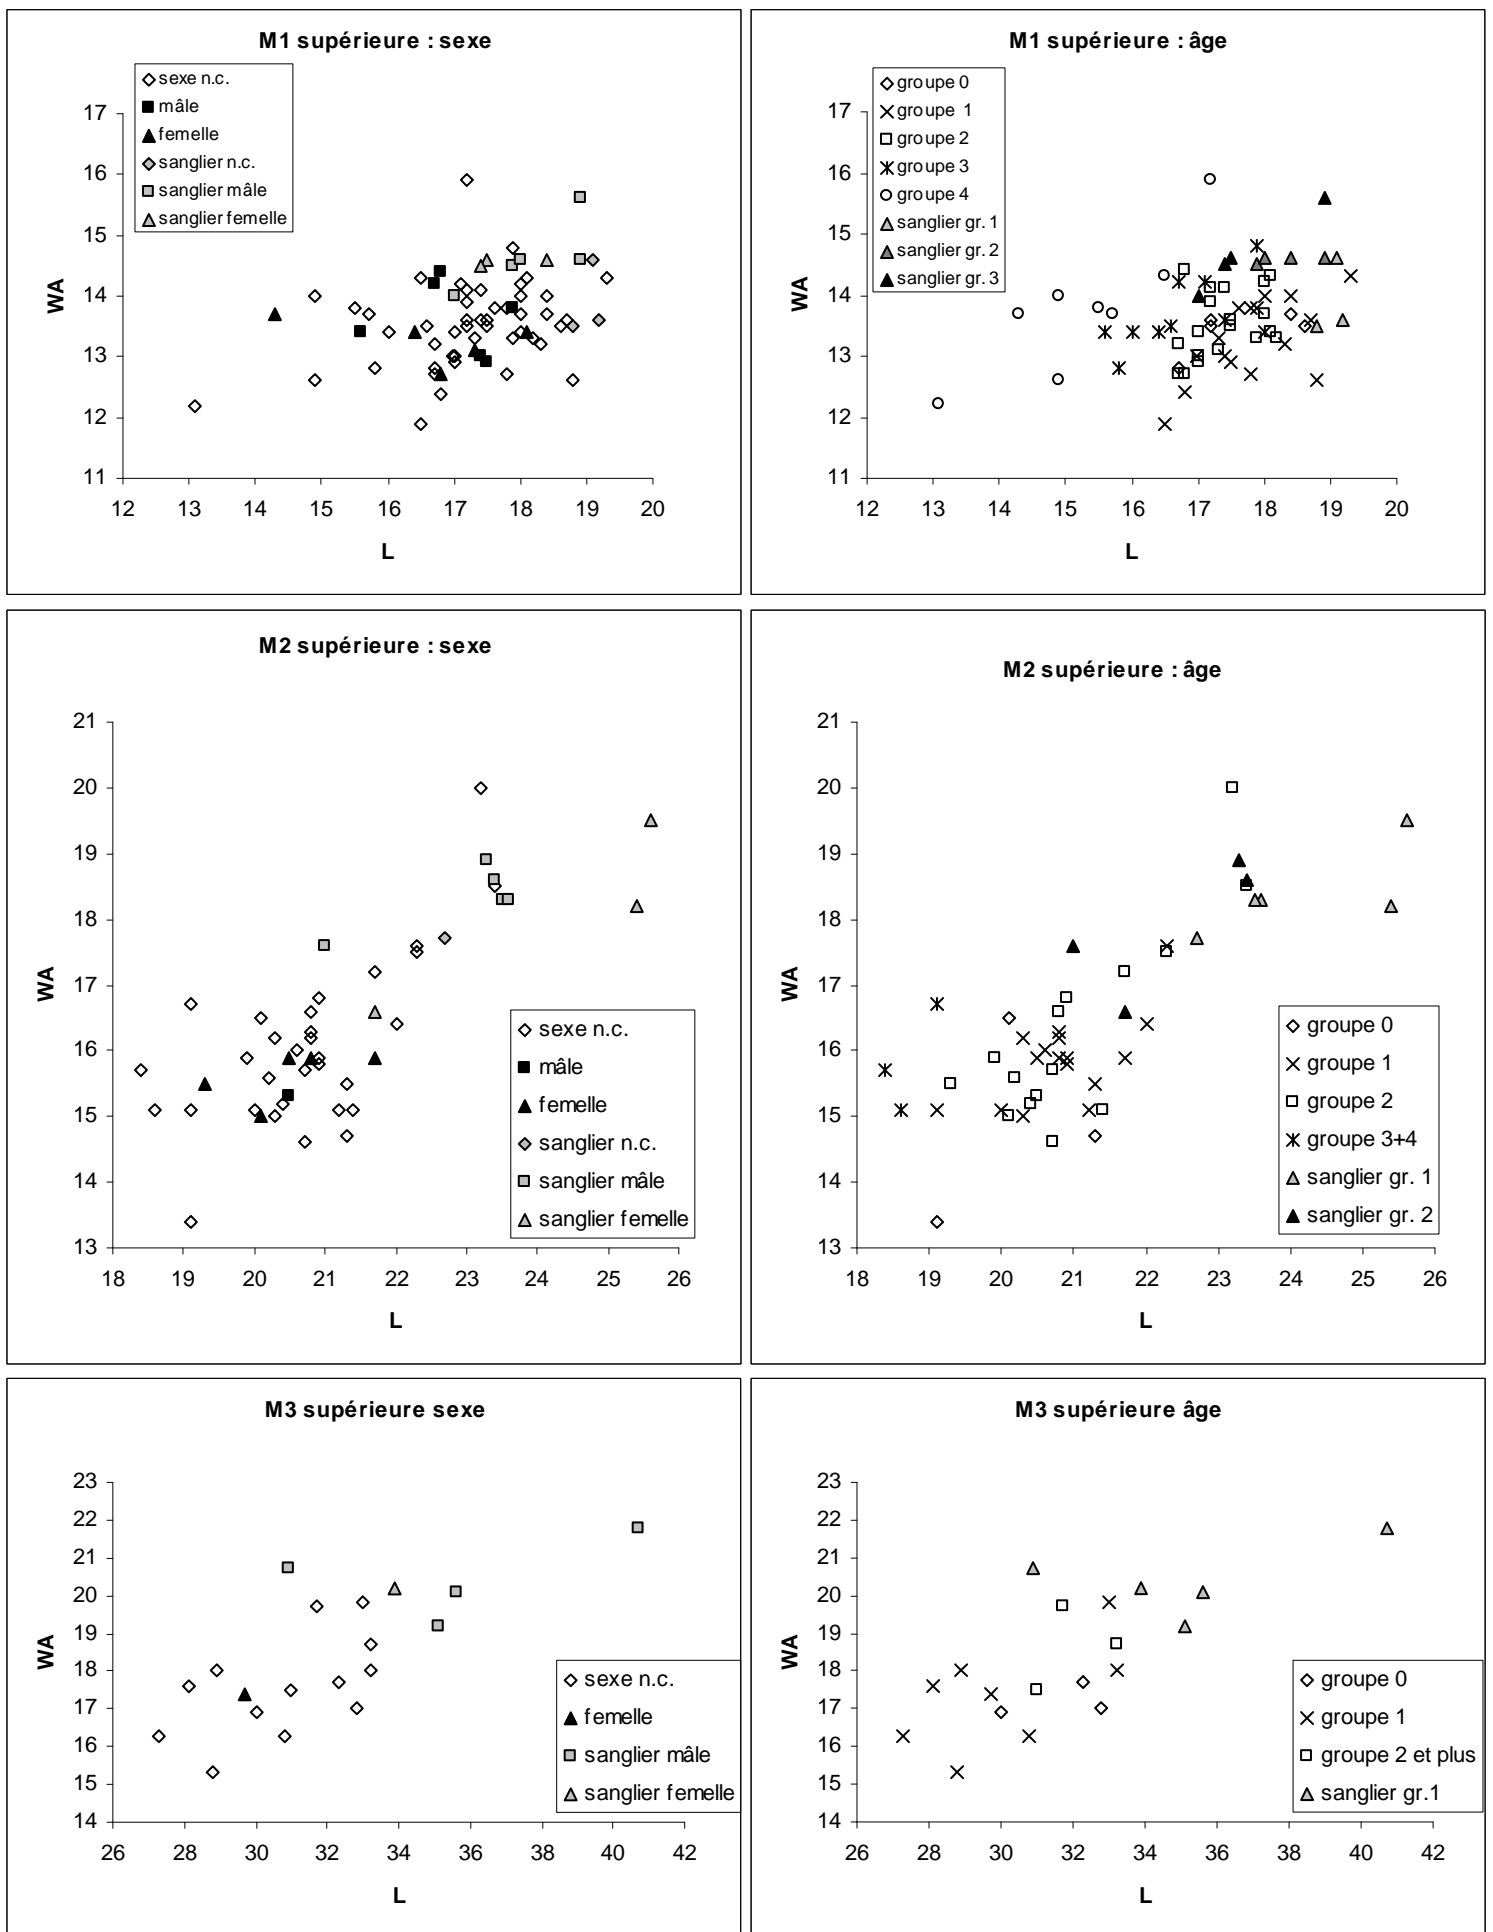 M1 supérieure : sexe
sexe n.c.
mâle
femelle
sanglier n.c.
sanglier mâle
sanglier femelle
17
16
15
14
13
12
11
WA
12 13 14 15 16 17 18 19 20
L
M1 supérieure : âge
groupe 0
groupe 1
groupe 2
groupe 3
groupe 4
sanglier gr. 1
sanglier gr. 2
sanglier gr. 3
17
16
15
14
13
12
11
WA
12 13 14 15 16 17 18 19 20
L
M2 supérieure : sexe
21
20
19
18
17
16
15
14
13
WA
sexe n.c.
mâle
femelle
sanglier n.c.
sanglier mâle
sanglier femelle
18 19 20 21 22 23 24 25 26
L
M2 supérieure : âge
21
20
19
18
17
16
15
14
13
WA
groupe 0
groupe 1
groupe 2
groupe 3+4
sanglier gr. 1
sanglier gr. 2
18 19 20 21 22 23 24 25 26
L
M3 supérieure sexe
23
22
21
20
19
18
17
16
15
14
WA
sexe n.c.
femelle
sanglier mâle
sanglier femelle
26 28 30 32 34 36 38 40 42
L
M3 supérieure âge
23
22
21
20
19
18
17
16
15
14
WA
groupe 0
groupe 1
groupe 2 et plus
sanglier gr.1
26 28 30 32 34 36 38 40 42
L